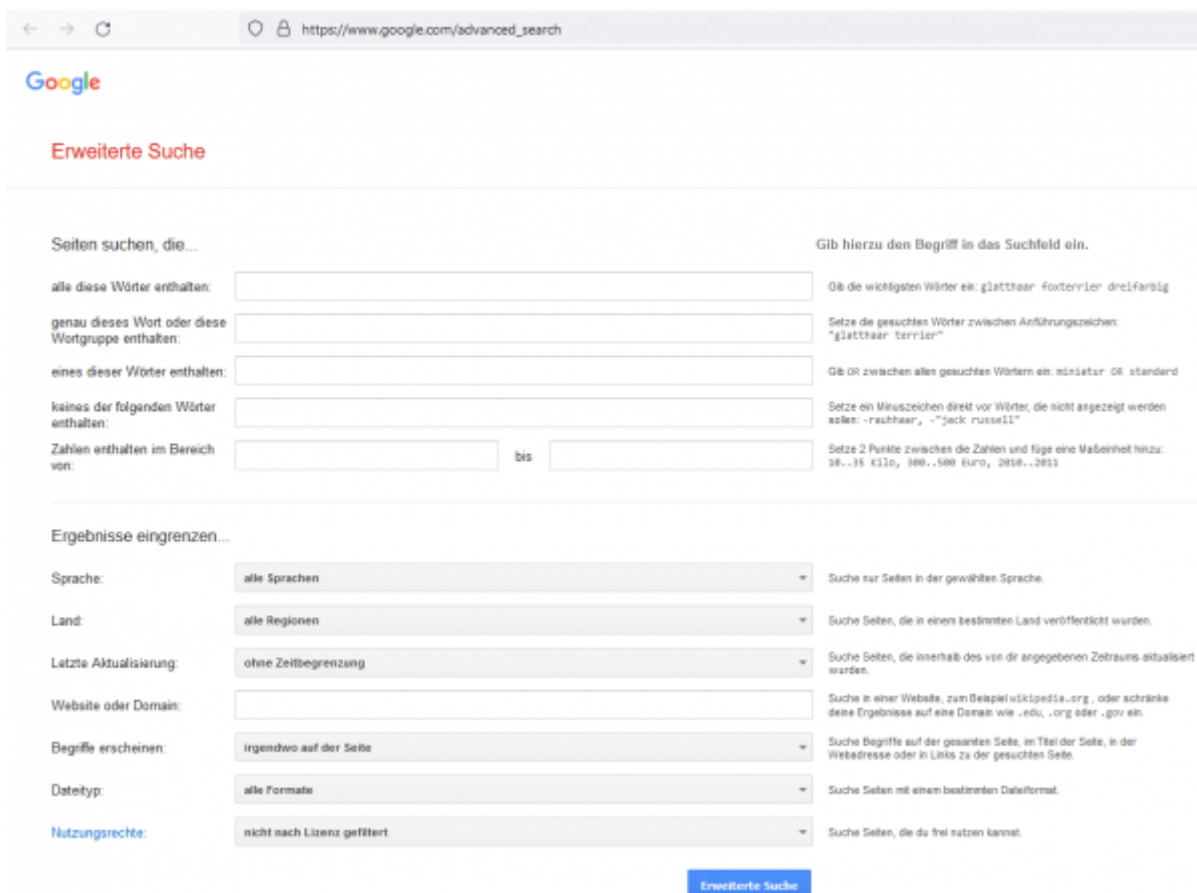 https://www.google.com/advanced_search
Google
Erweiterte Suche
Seiten suchen, die...
Gib hierzu den Begriff in das Suchfeld ein.
alle diese Wörter enthalten:
Gib die wichtigsten Wörter ein: glatthaar foxterrier dreifarbig
genau dieses Wort oder diese
Wortgruppe enthalten:
Setze die gesuchten Wörter zwischen Anführungszeichen:
"glatthaar terrier"
eines dieser Wörter enthalten:
Gib OR zwischen allen gesuchten Wörtern ein: miniatur OR standard
keines der folgenden Wörter
enthalten:
Setze ein Minuszeichen direkt vor Wörter, die nicht angezeigt werden
sollen: -rauhhaar, -"jack russell"
Zahlen enthalten im Bereich
von:
bis
Setze 2 Punkte zwischen die Zahlen und füge eine Maßeinheit hinzu:
10..35 Kilo, 300..500 Euro, 2010..2011
Ergebnisse eingrenzen...
Sprache:
alle Sprachen
Suche nur Seiten in der gewählten Sprache.
Land:
alle Regionen
Suche Seiten, die in einem bestimmten Land veröffentlicht wurden.
Letzte Aktualisierung:
ohne Zeitbegrenzung
Suche Seiten, die innerhalb des von dir angegebenen Zeitraums aktualisiert
wurden.
Website oder Domain:
Suche in einer Website, zum Beispiel wikipedia.org , oder schränke
deine Ergebnisse auf eine Domain wie .edu, .org oder .gov ein.
Begriffe erscheinen:
irgendwo auf der Seite
Suche Begriffe auf der gesamten Seite, im Titel der Seite, in der
Webadresse oder in Links zu der gesuchten Seite.
Dateityp:
alle Formate
Suche Seiten mit einem bestimmten Dateiformat.
Nutzungsrechte:
nicht nach Lizenz gefiltert
Suche Seiten, die du frei nutzen kannst.
Erweiterte Suche